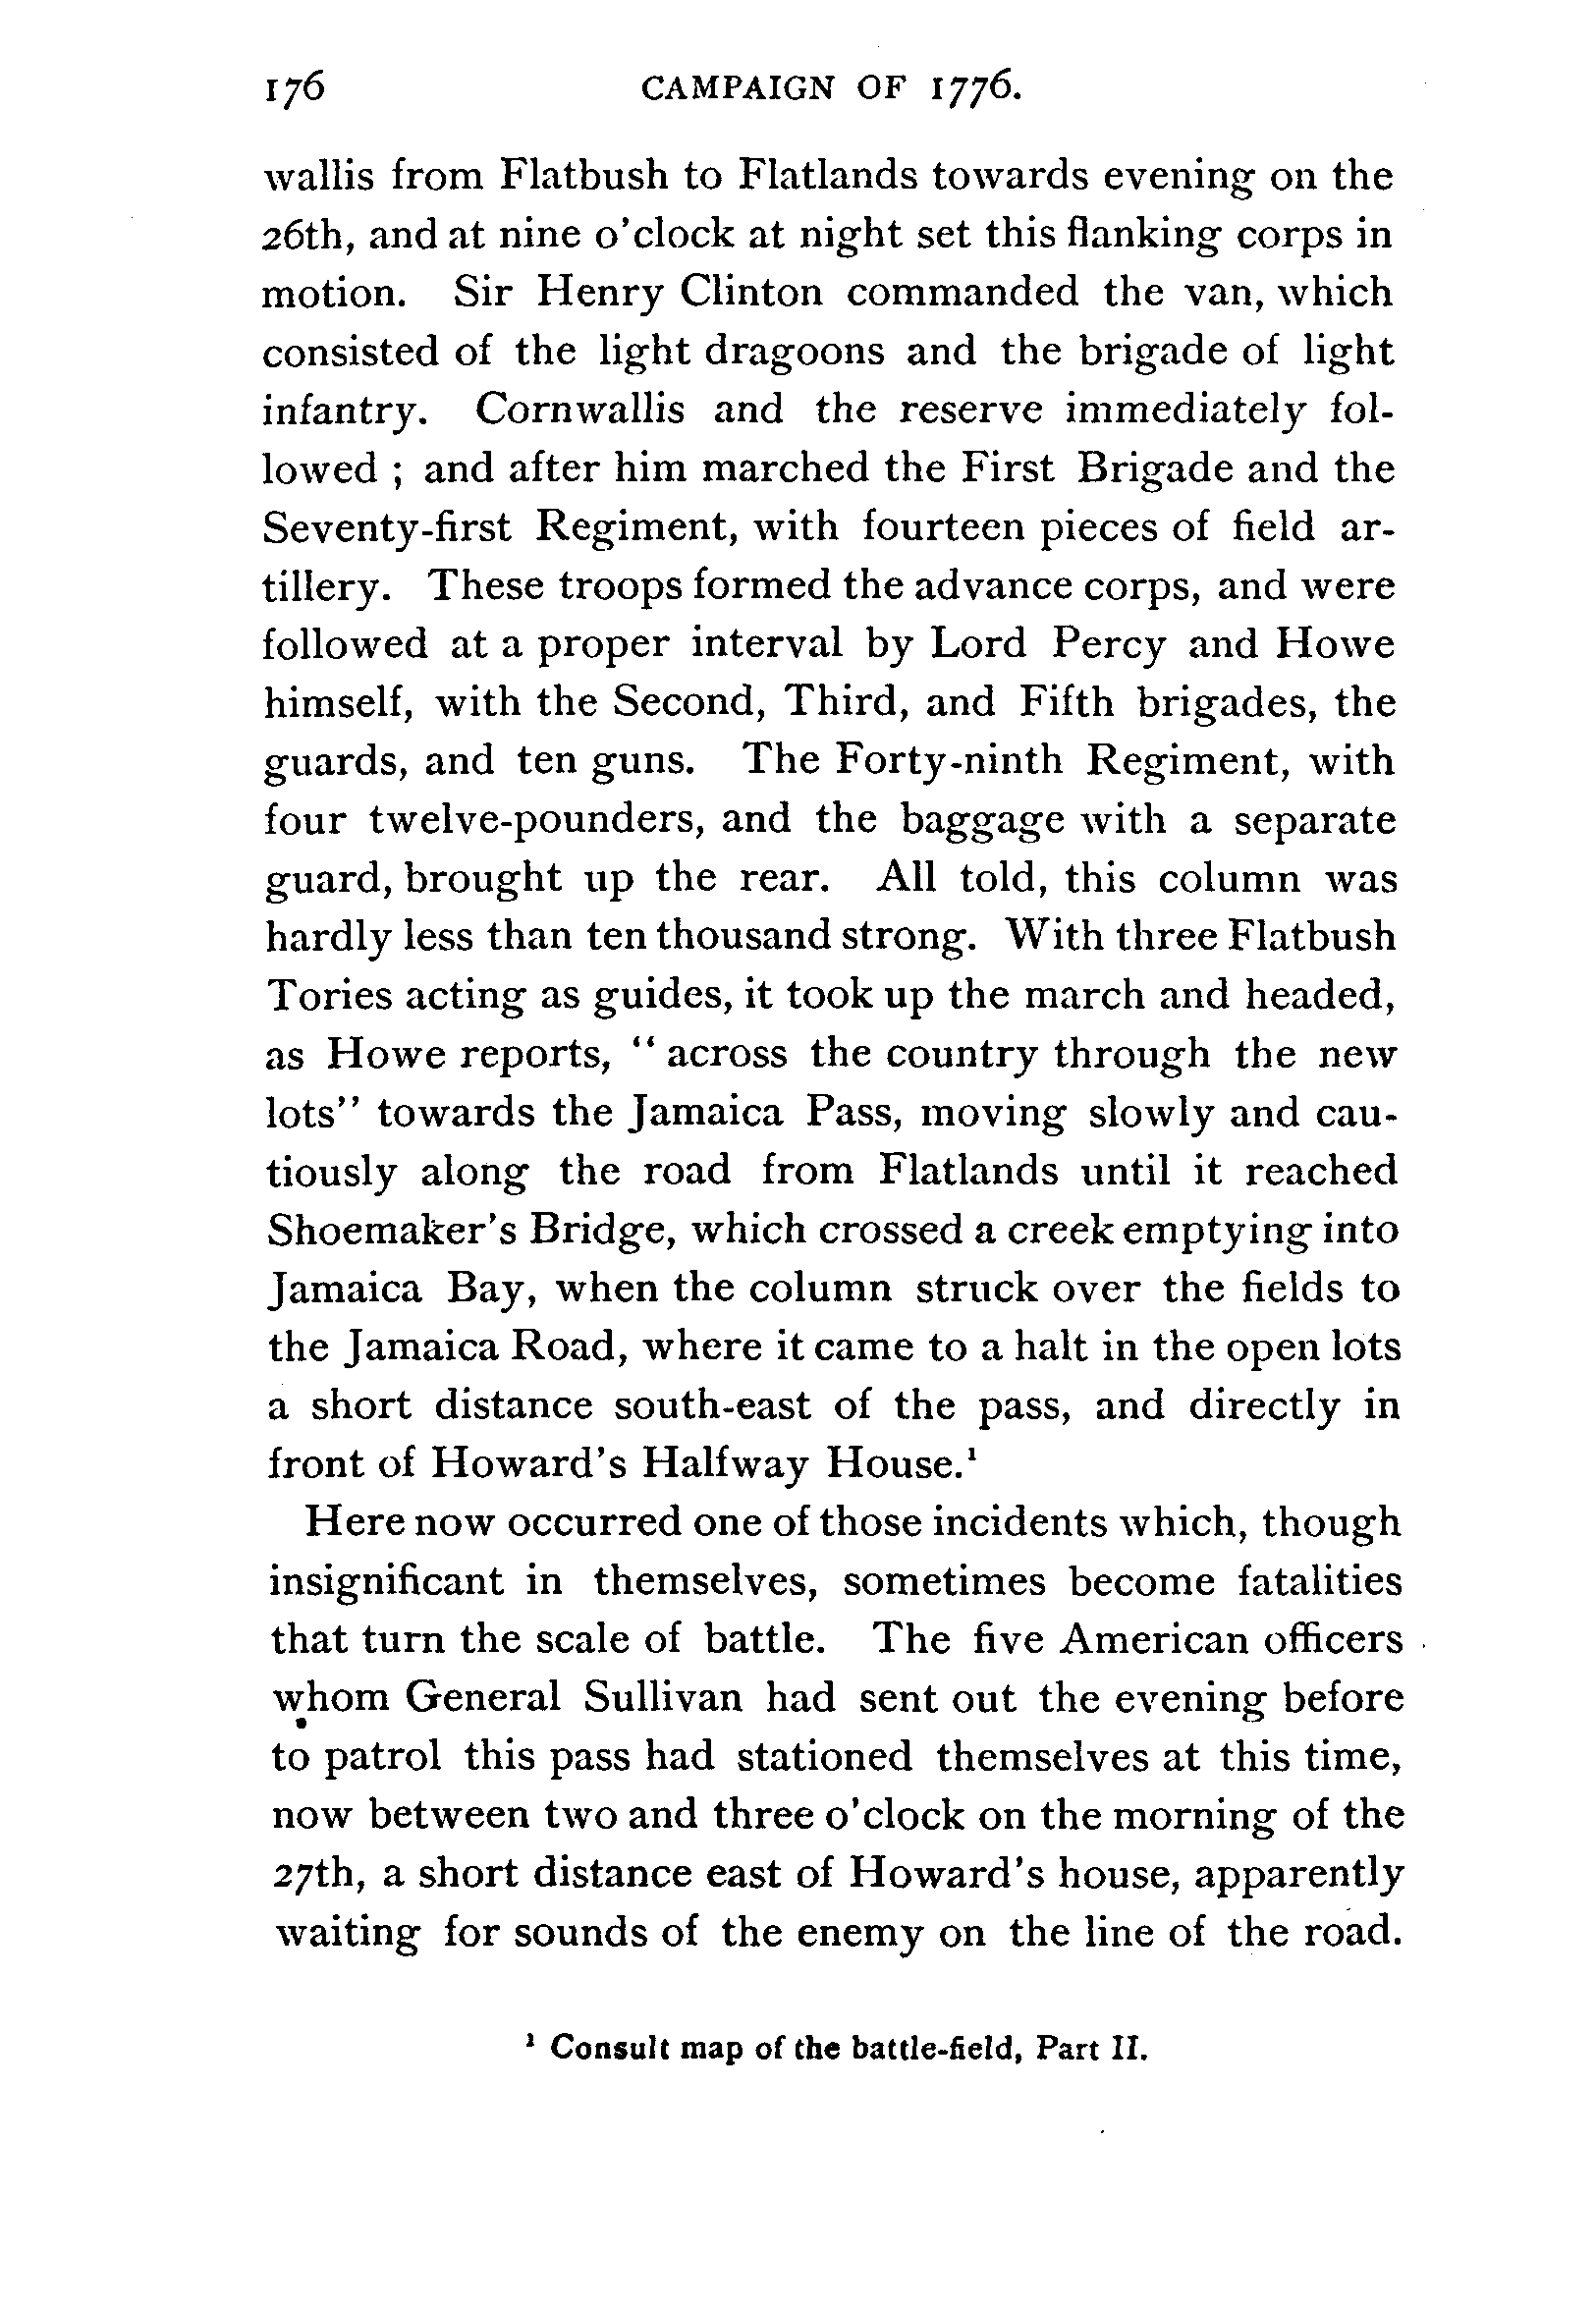 176 CAMPAIGN OF 1776.
wallis from Flatbush to Flatlands towards evening on the
26th, and at nine o'clock at night set this flanking corps in
motion. Sir Henry Clinton commanded the van, which
consisted of the light dragoons and the brigade of light
infantry. Cornwallis and the reserve immediately fol-
lowed ; and after him marched the First Brigade and the
Seventy-first Regiment, with fourteen pieces of field ar-
tillery. These troops formed the advance corps, and were
followed at a proper interval by Lord Percy and Howe
himself, with the Second, Third, and Fifth brigades, the
guards, and ten guns. The Forty-ninth Regiment, with
four twelve-pounders, and the baggage with a separate
guard, brought up the rear. All told, this column was
hardly less than ten thousand strong. With three Flatbush
Tories acting as guides, it took up the march and headed,
as Howe reports, “ across the country through the new
lots” towards the Jamaica Pass, moving slowly and cau-
tiously along the road from Flatlands until it reached
Shoemaker's Bridge, which crossed a creek emptying into
Jamaica Bay, when the column struck over the fields to
the Jamaica Road, where it came to a halt in the open lots
a short distance south-east of the pass, and directly in
front of Howard's Halfway House.¹
Here now occurred one of those incidents which, though
insignificant in themselves, sometimes become fatalities
that turn the scale of battle. The five American officers
whom General Sullivan had sent out the evening before
to patrol this pass had stationed themselves at this time,
now between two and three o'clock on the morning of the
27th, a short distance east of Howard's house, apparently
waiting for sounds of the enemy on the line of the road.
¹ Consult map of the battle-field, Part II.